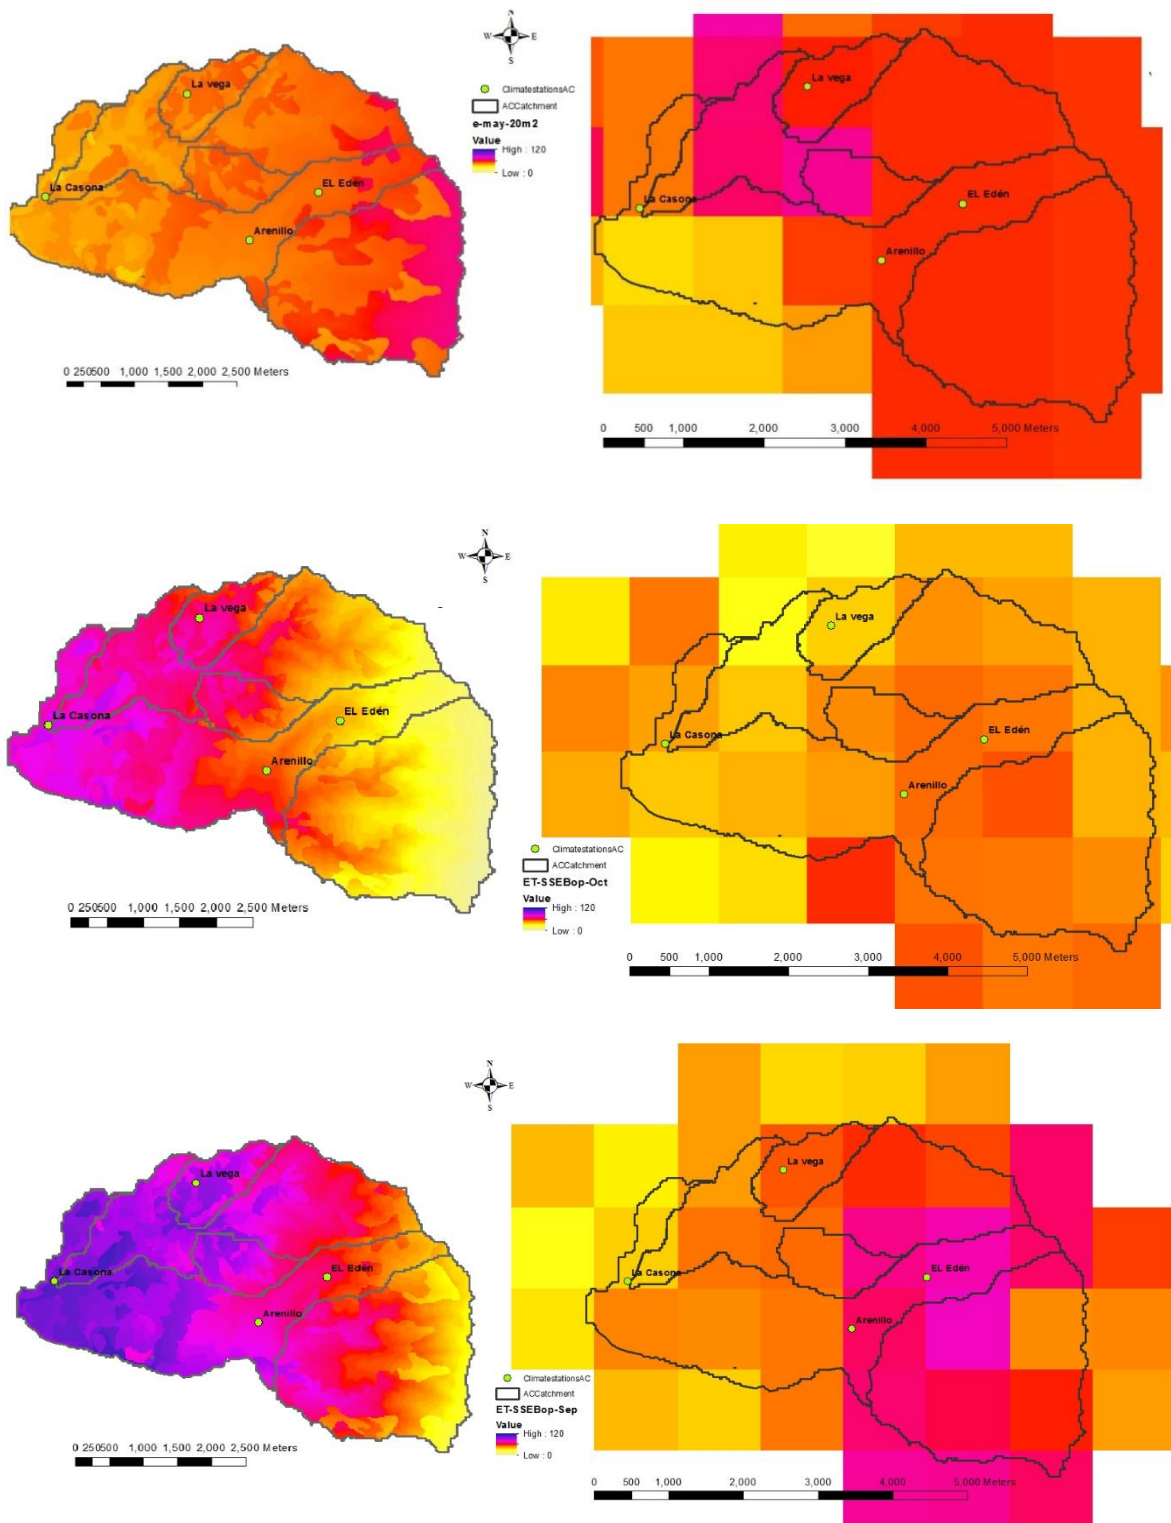 N
W E
S
ClimatestationsAC
ACCatchment
e-may-20m2
Value
High : 120
Low : 0
La vega
La Casona
EL Edén
Arenillo
0 250500 1,000 1,500 2,000 2,500 Meters
La vega
La Casona
EL Edén
Arenillo
0 500 1,000 2,000 3,000 4,000 5,000 Meters
N
W E
S
La vega
La Casona
EL Edén
Arenillo
0 250500 1,000 1,500 2,000 2,500 Meters
ClimatestationsAC
ACCatchment
ET-SSEBop-Oct
Value
High : 120
Low : 0
La vega
La Casona
EL Edén
Arenillo
0 500 1,000 2,000 3,000 4,000 5,000 Meters
N
W E
S
La vega
La Casona
EL Edén
Arenillo
0 250500 1,000 1,500 2,000 2,500 Meters
ClimatestationsAC
ACCatchment
ET-SSEBop-Sep
Value
High : 120
Low : 0
La vega
La Casona
EL Edén
Arenillo
0 500 1,000 2,000 3,000 4,000 5,000 Meters